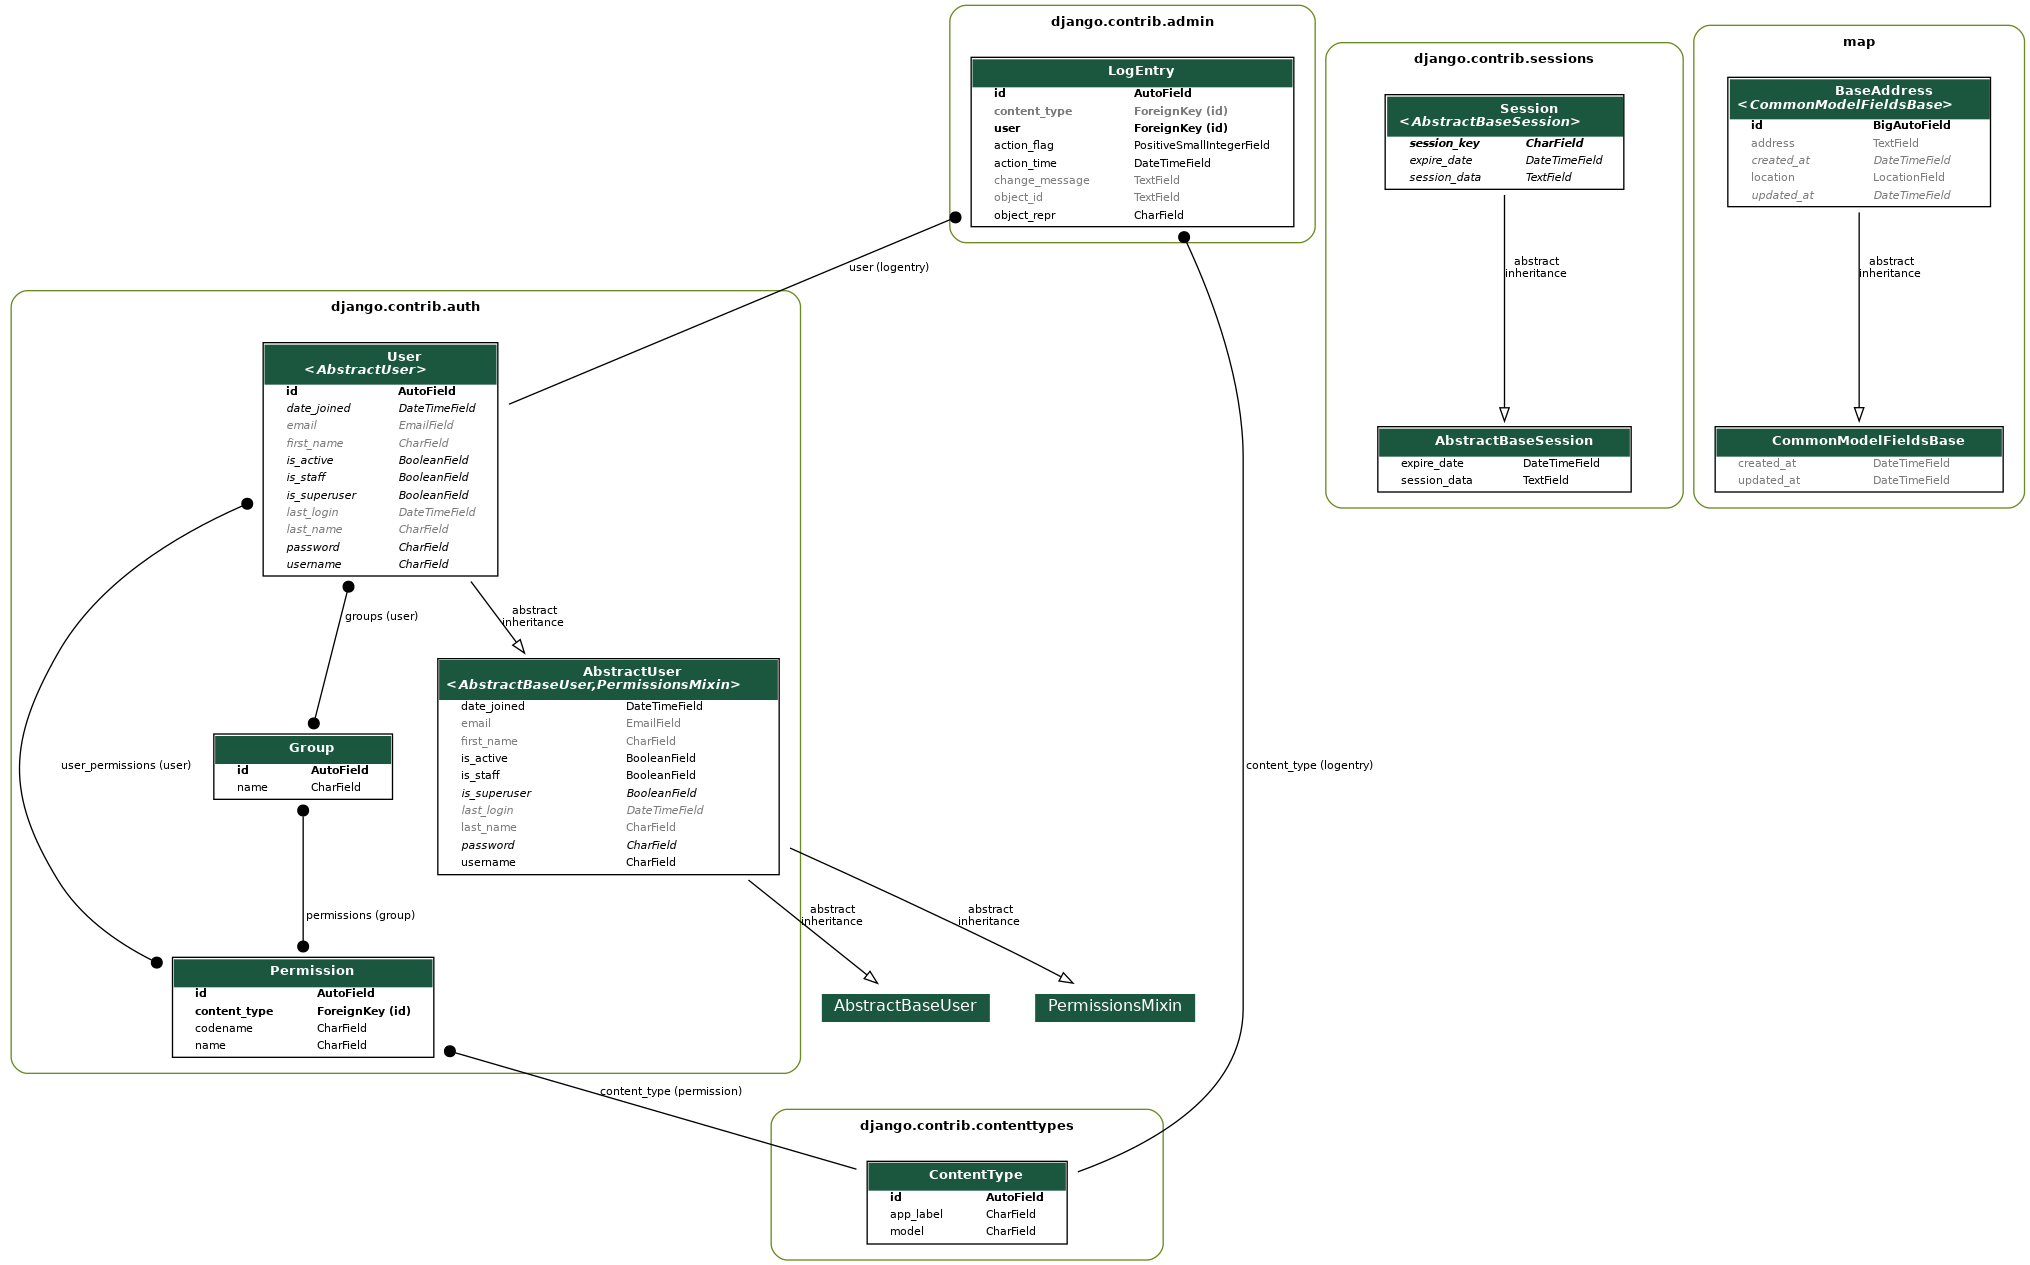 django.contrib.admin
LogEntry
id AutoField
content_type ForeignKey (id)
user ForeignKey (id)
action_flag PositiveSmallIntegerField
action_time DateTimeField
change_message TextField
object_id TextField
object_repr CharField
django.contrib.sessions
Session
<AbstractBaseSession>
session_key CharField
expire_date DateTimeField
session_data TextField
abstract
inheritance
AbstractBaseSession
expire_date DateTimeField
session_data TextField
map
BaseAddress
<CommonModelFieldsBase>
id BigAutoField
address TextField
created_at DateTimeField
location LocationField
updated_at DateTimeField
abstract
inheritance
CommonModelFieldsBase
created_at DateTimeField
updated_at DateTimeField
user (logentry)
django.contrib.auth
User
<AbstractUser>
id AutoField
date_joined DateTimeField
email EmailField
first_name CharField
is_active BooleanField
is_staff BooleanField
is_superuser BooleanField
last_login DateTimeField
last_name CharField
password CharField
username CharField
groups (user)
abstract
inheritance
AbstractUser
<AbstractBaseUser,PermissionsMixin>
date_joined DateTimeField
email EmailField
first_name CharField
is_active BooleanField
is_staff BooleanField
is_superuser BooleanField
last_login DateTimeField
last_name CharField
password CharField
username CharField
user_permissions (user)
Group
id AutoField
name CharField
content_type (logentry)
permissions (group)
abstract
inheritance
abstract
inheritance
Permission
id AutoField
content_type ForeignKey (id)
codename CharField
name CharField
AbstractBaseUser
PermissionsMixin
content_type (permission)
django.contrib.contenttypes
ContentType
id AutoField
app_label CharField
model CharField